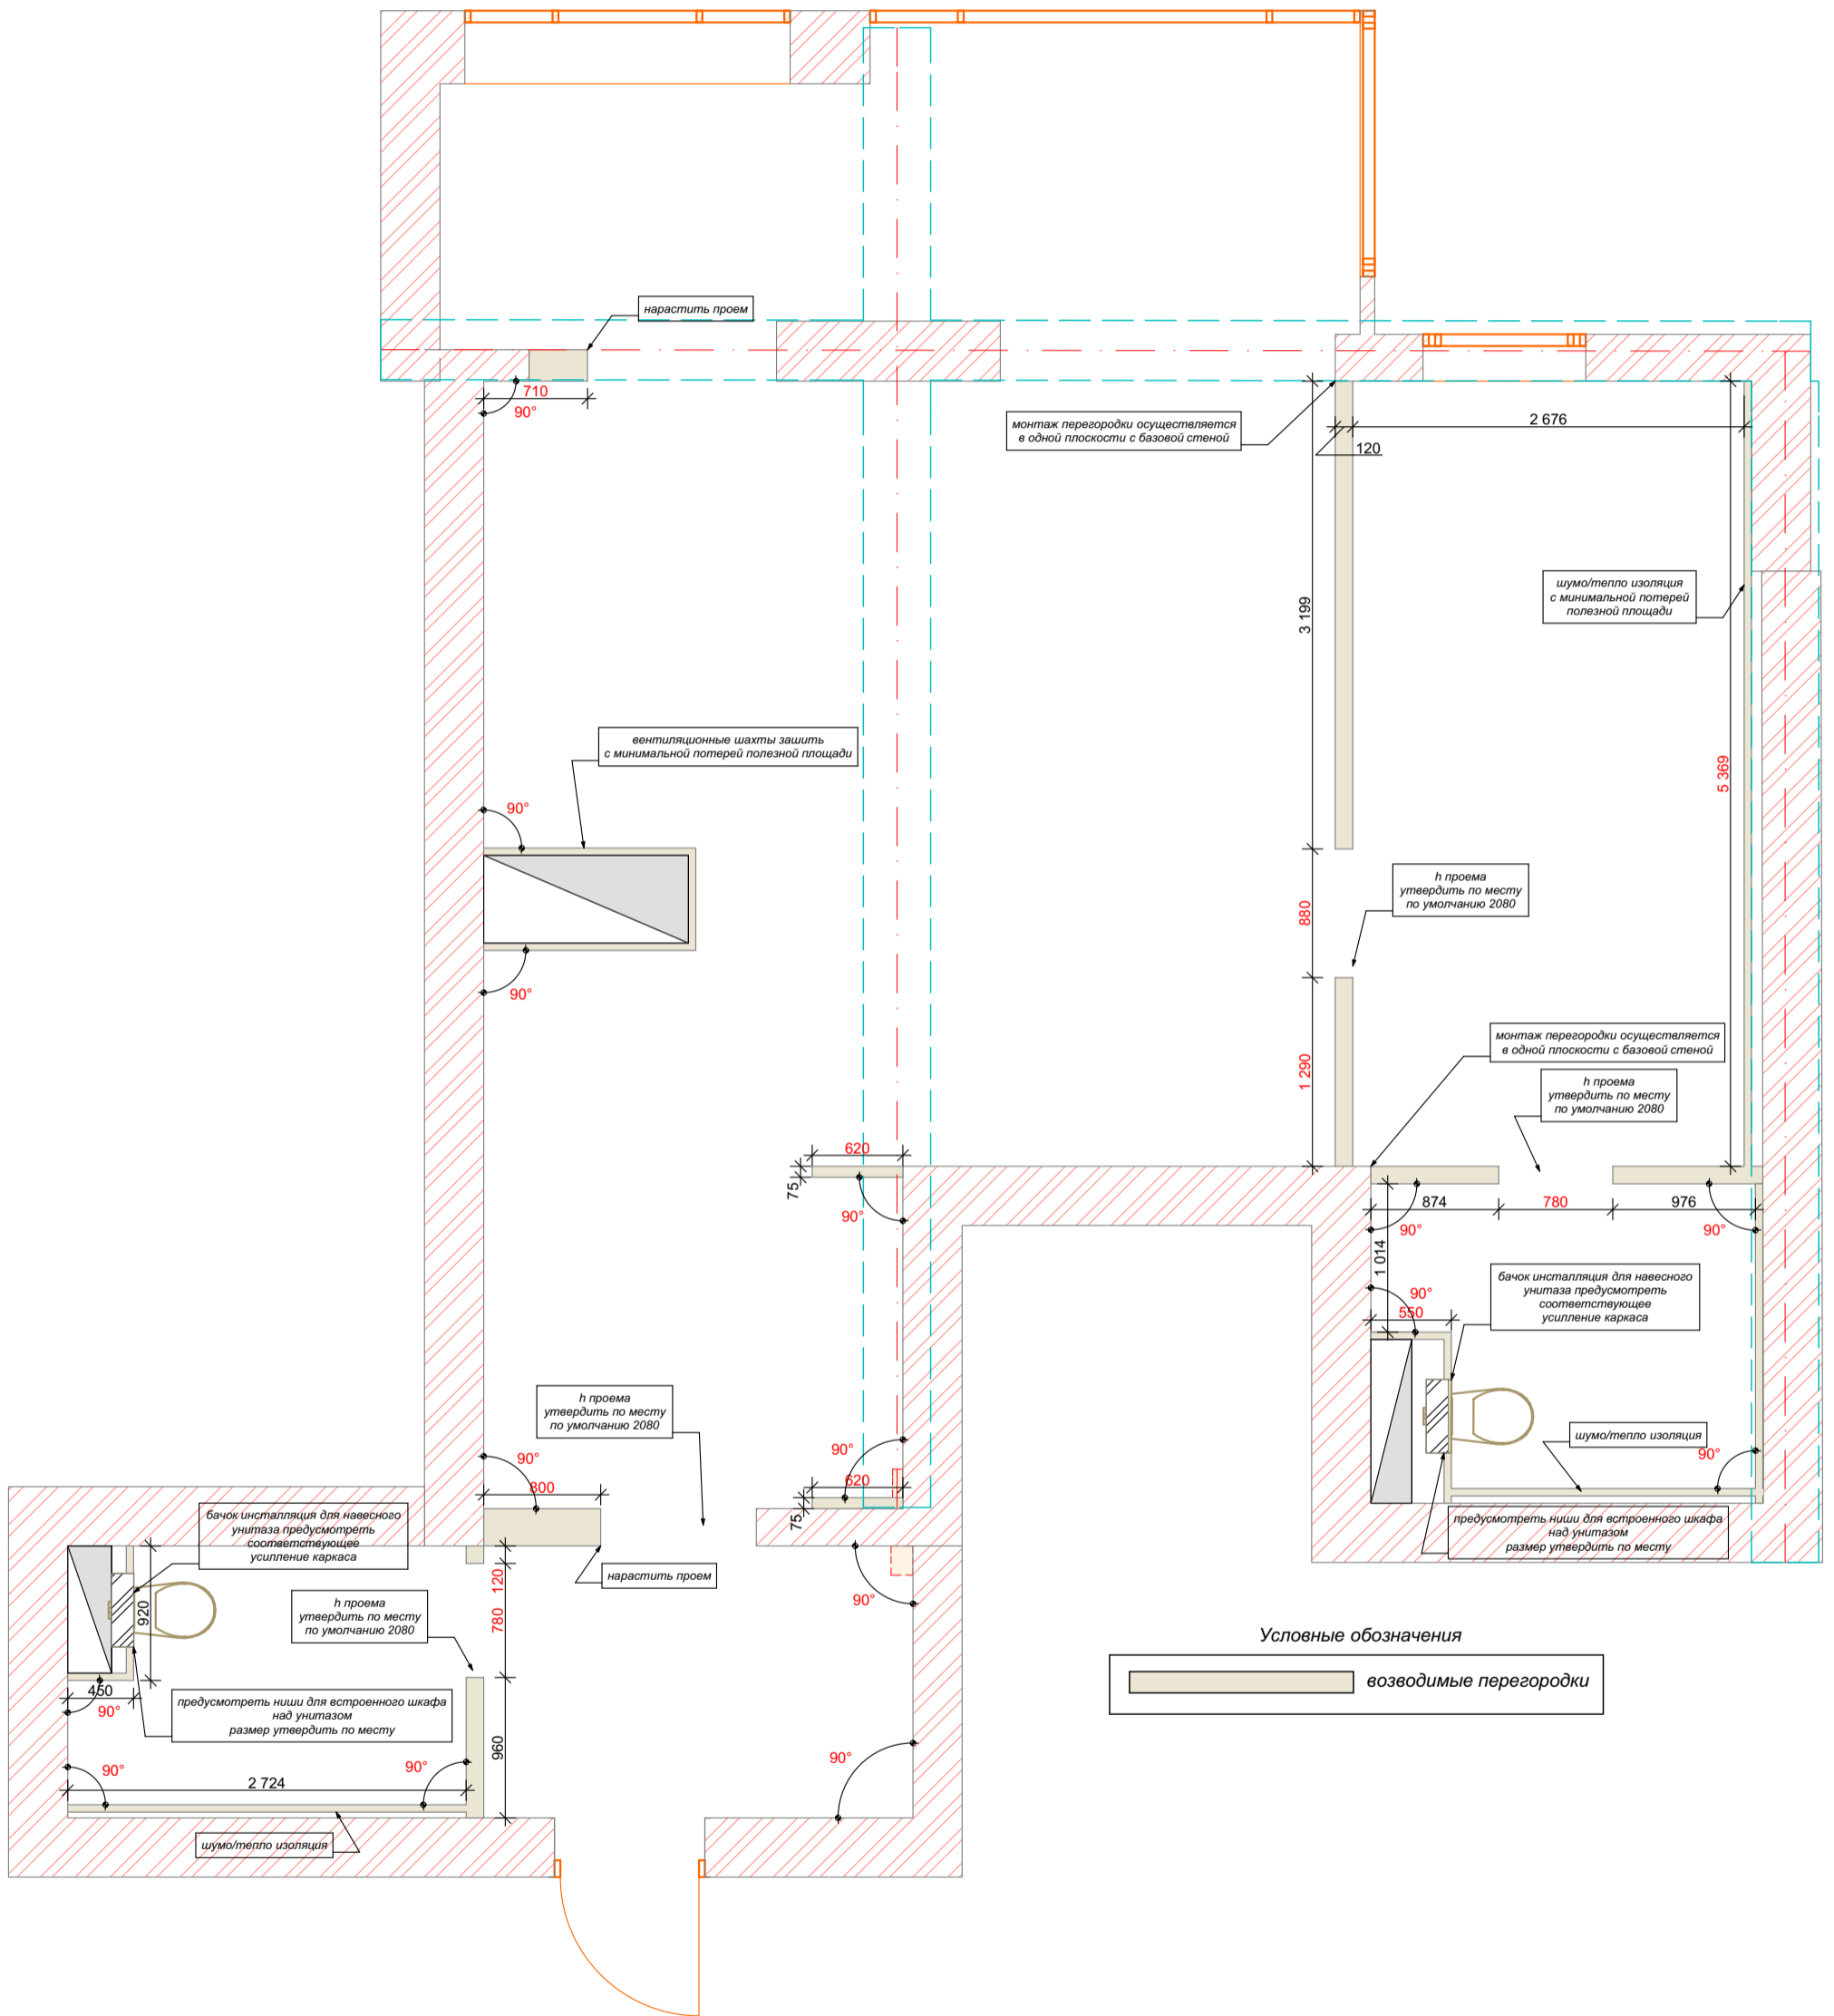 нарастить проем
710
90°
монтаж перегородки осуществляется
в одной плоскости с базовой стеной
2 676
120
шумо/тепло изоляция
с минимальной потерей
полезной площади
3 199
5 369
вентиляционные шахты зашить
с минимальной потерей полезной площади
90°
90°
h проема
утвердить по месту
по умолчанию 2080
880
1 290
монтаж перегородки осуществляется
в одной плоскости с базовой стеной
h проема
утвердить по месту
по умолчанию 2080
620
75
90°
874
780
976
90°
90°
1 014
бачок инсталляция для навесного
унитаза предусмотреть
соответствующее
усилление каркаса
90°
550
h проема
утвердить по месту
по умолчанию 2080
шумо/тепло изоляция
90°
90°
90°
800
620
75
бачок инсталляция для навесного
унитаза предусмотреть
соответствующее
усилление каркаса
предусмотреть ниши для встроенного шкафа
над унитазом
размер утвердить по месту
нарастить проем
120
780
920
90°
h проема
утвердить по месту
по умолчанию 2080
Условные обозначения
возводимые перегородки
450
90°
предусмотреть ниши для встроенного шкафа
над унитазом
размер утвердить по месту
960
90°
90°
90°
2 724
шумо/тепло изоляция